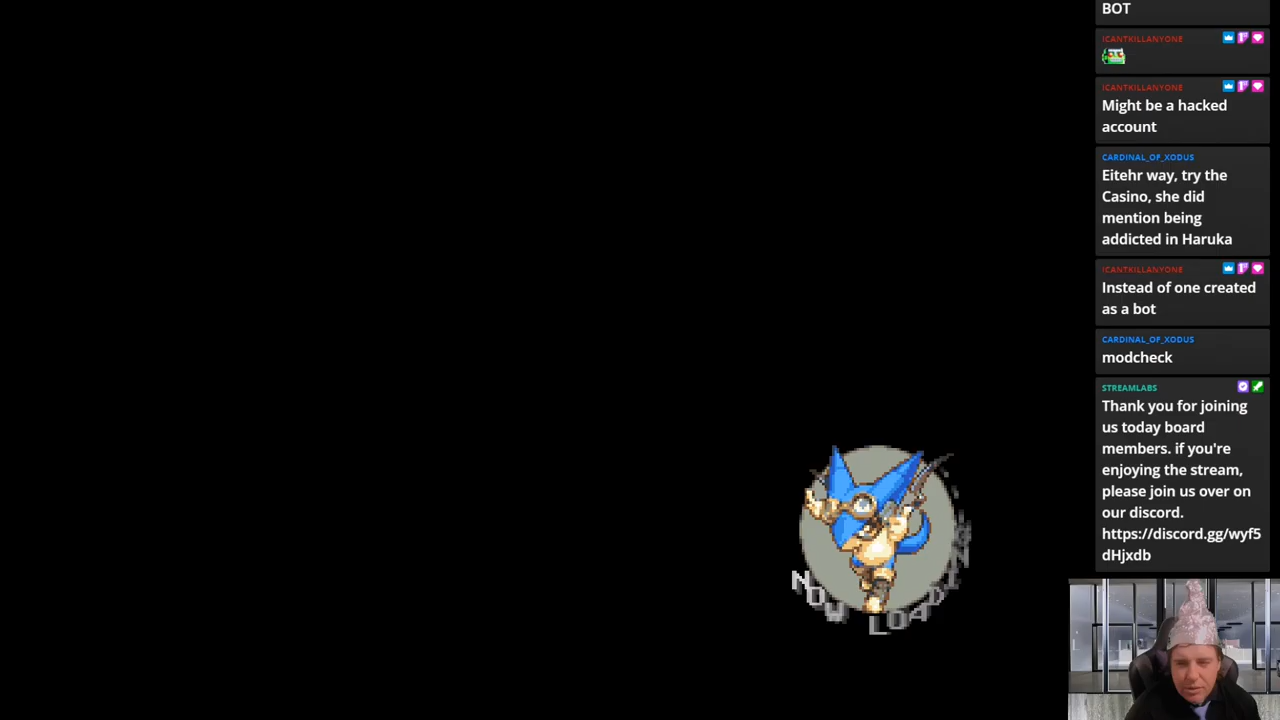 BOT
ICANTKILLANYONE
ICANTKILLANYONE
Might be a hacked
account
CARDINAL_OF_XODUS
Eitehr way, try the
Casino, she did
mention being
addicted in Haruka
ICANTKILLANYONE
Instead of one created
as a bot
CARDINAL_OF_XODUS
modcheck
STREAMLABS
Thank you for joining
us today board
members. if you're
enjoying the stream,
please join us over on
our discord.
https://discord.gg/wyf5
dHjxdb
NOW LOADING